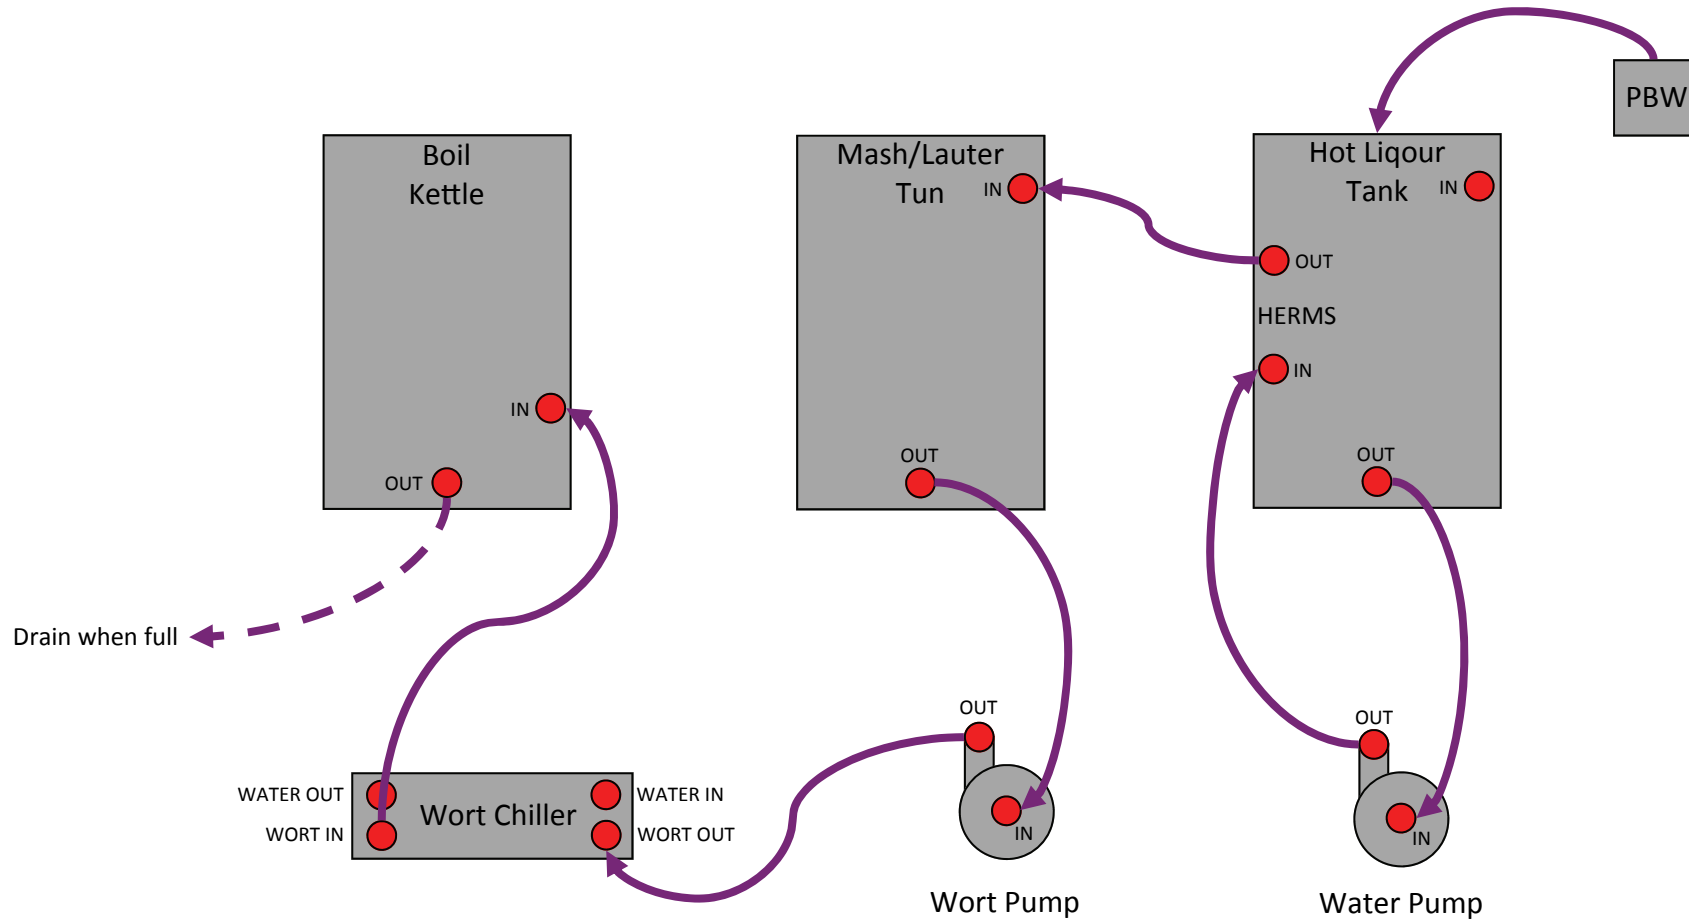 PBW
Boil
Kettle
IN
OUT
Mash/Lauter
Tun
IN
OUT
Hot Liqour
Tank
IN
OUT
HERMS
IN
OUT
Drain when full
WATER OUT
WORT IN
Wort Chiller
WATER IN
WORT OUT
OUT
IN
Wort Pump
OUT
IN
Water Pump